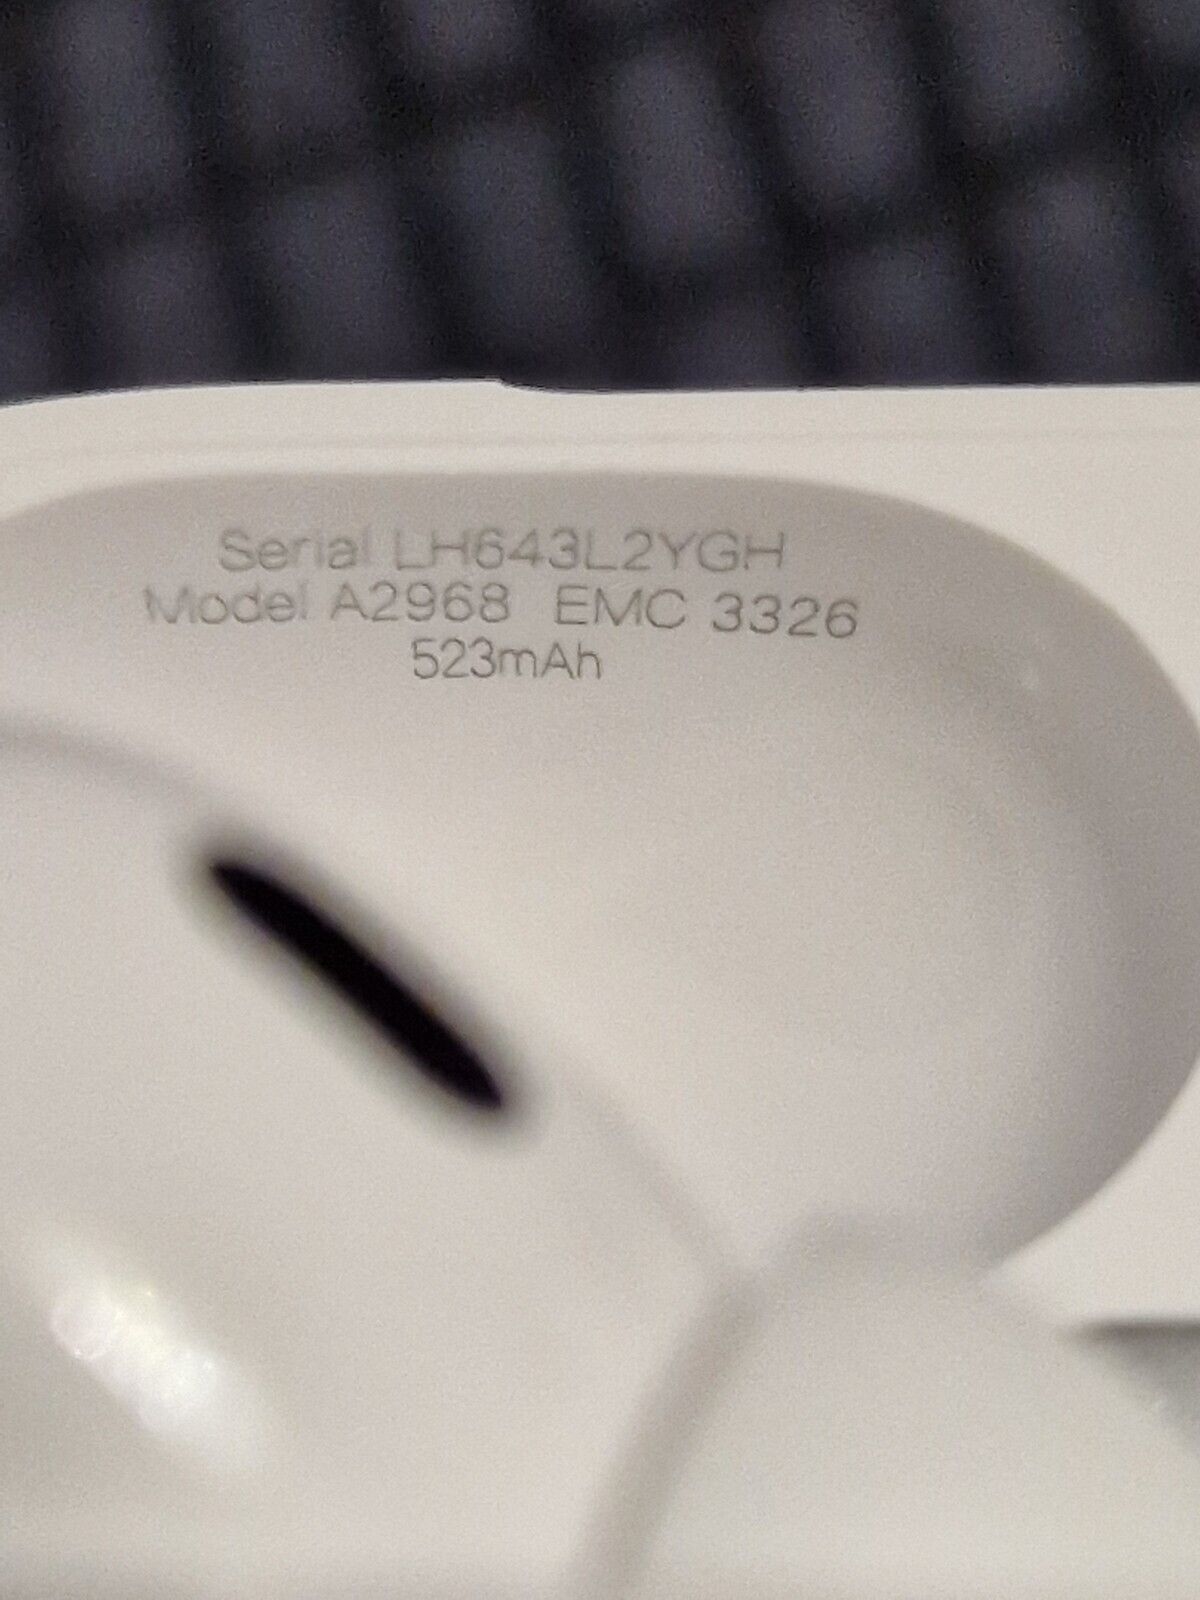 Serial LH643L2YGH
Model A2968 EMC 3326
523mAh